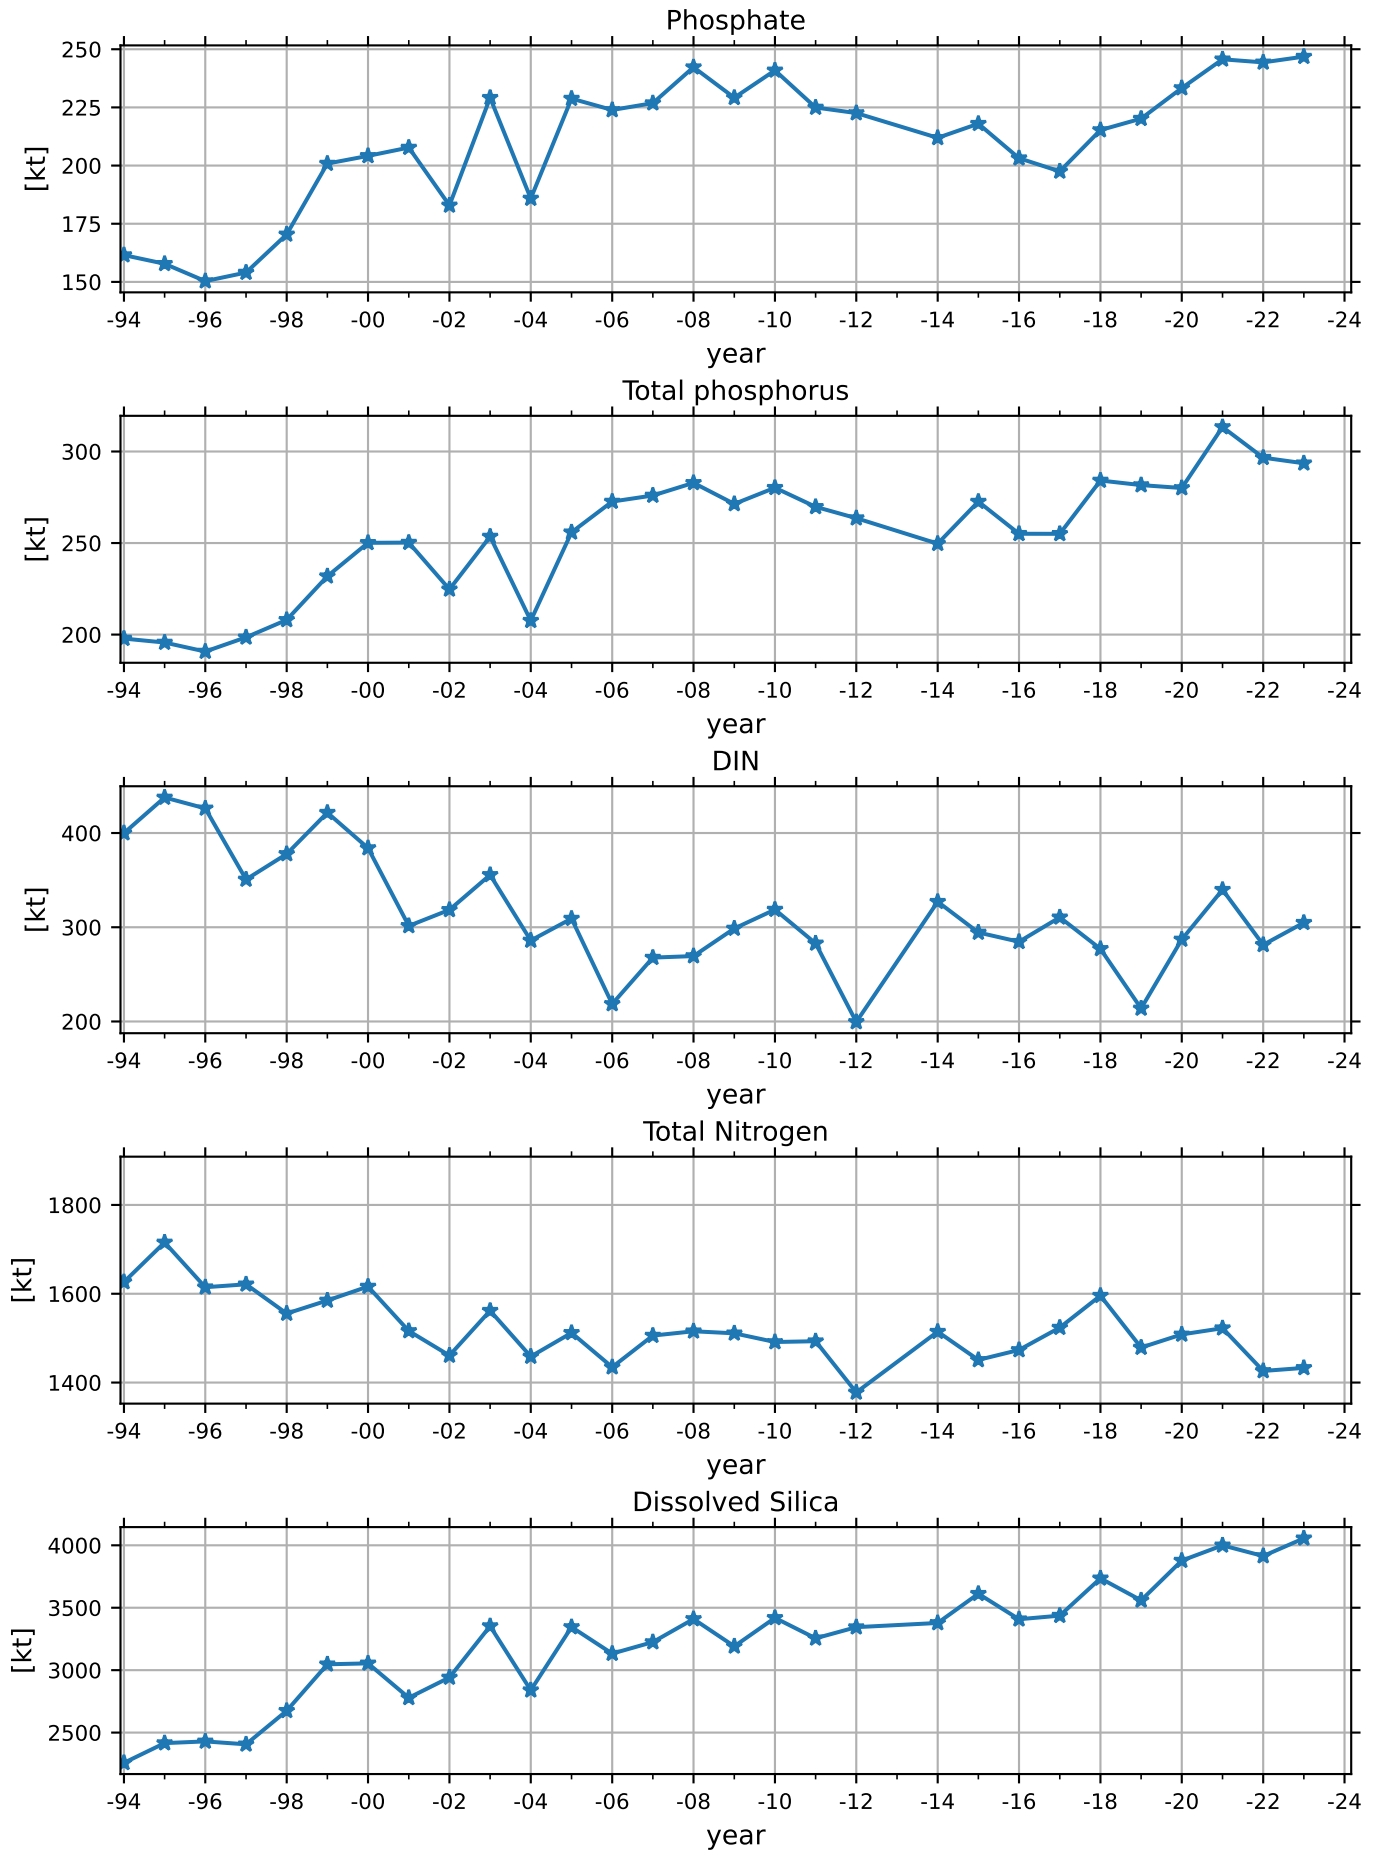 Phosphate
250
225
200
175
150
[kt]
-94 -96 -98 -00 -02 -04 -06 -08 -10 -12 -14 -16 -18 -20 -22 -24
year
Total phosphorus
300
250
200
[kt]
-94 -96 -98 -00 -02 -04 -06 -08 -10 -12 -14 -16 -18 -20 -22 -24
year
DIN
400
300
200
[kt]
-94 -96 -98 -00 -02 -04 -06 -08 -10 -12 -14 -16 -18 -20 -22 -24
year
Total Nitrogen
1800
1600
1400
[kt]
-94 -96 -98 -00 -02 -04 -06 -08 -10 -12 -14 -16 -18 -20 -22 -24
year
Dissolved Silica
4000
3500
3000
2500
[kt]
-94 -96 -98 -00 -02 -04 -06 -08 -10 -12 -14 -16 -18 -20 -22 -24
year